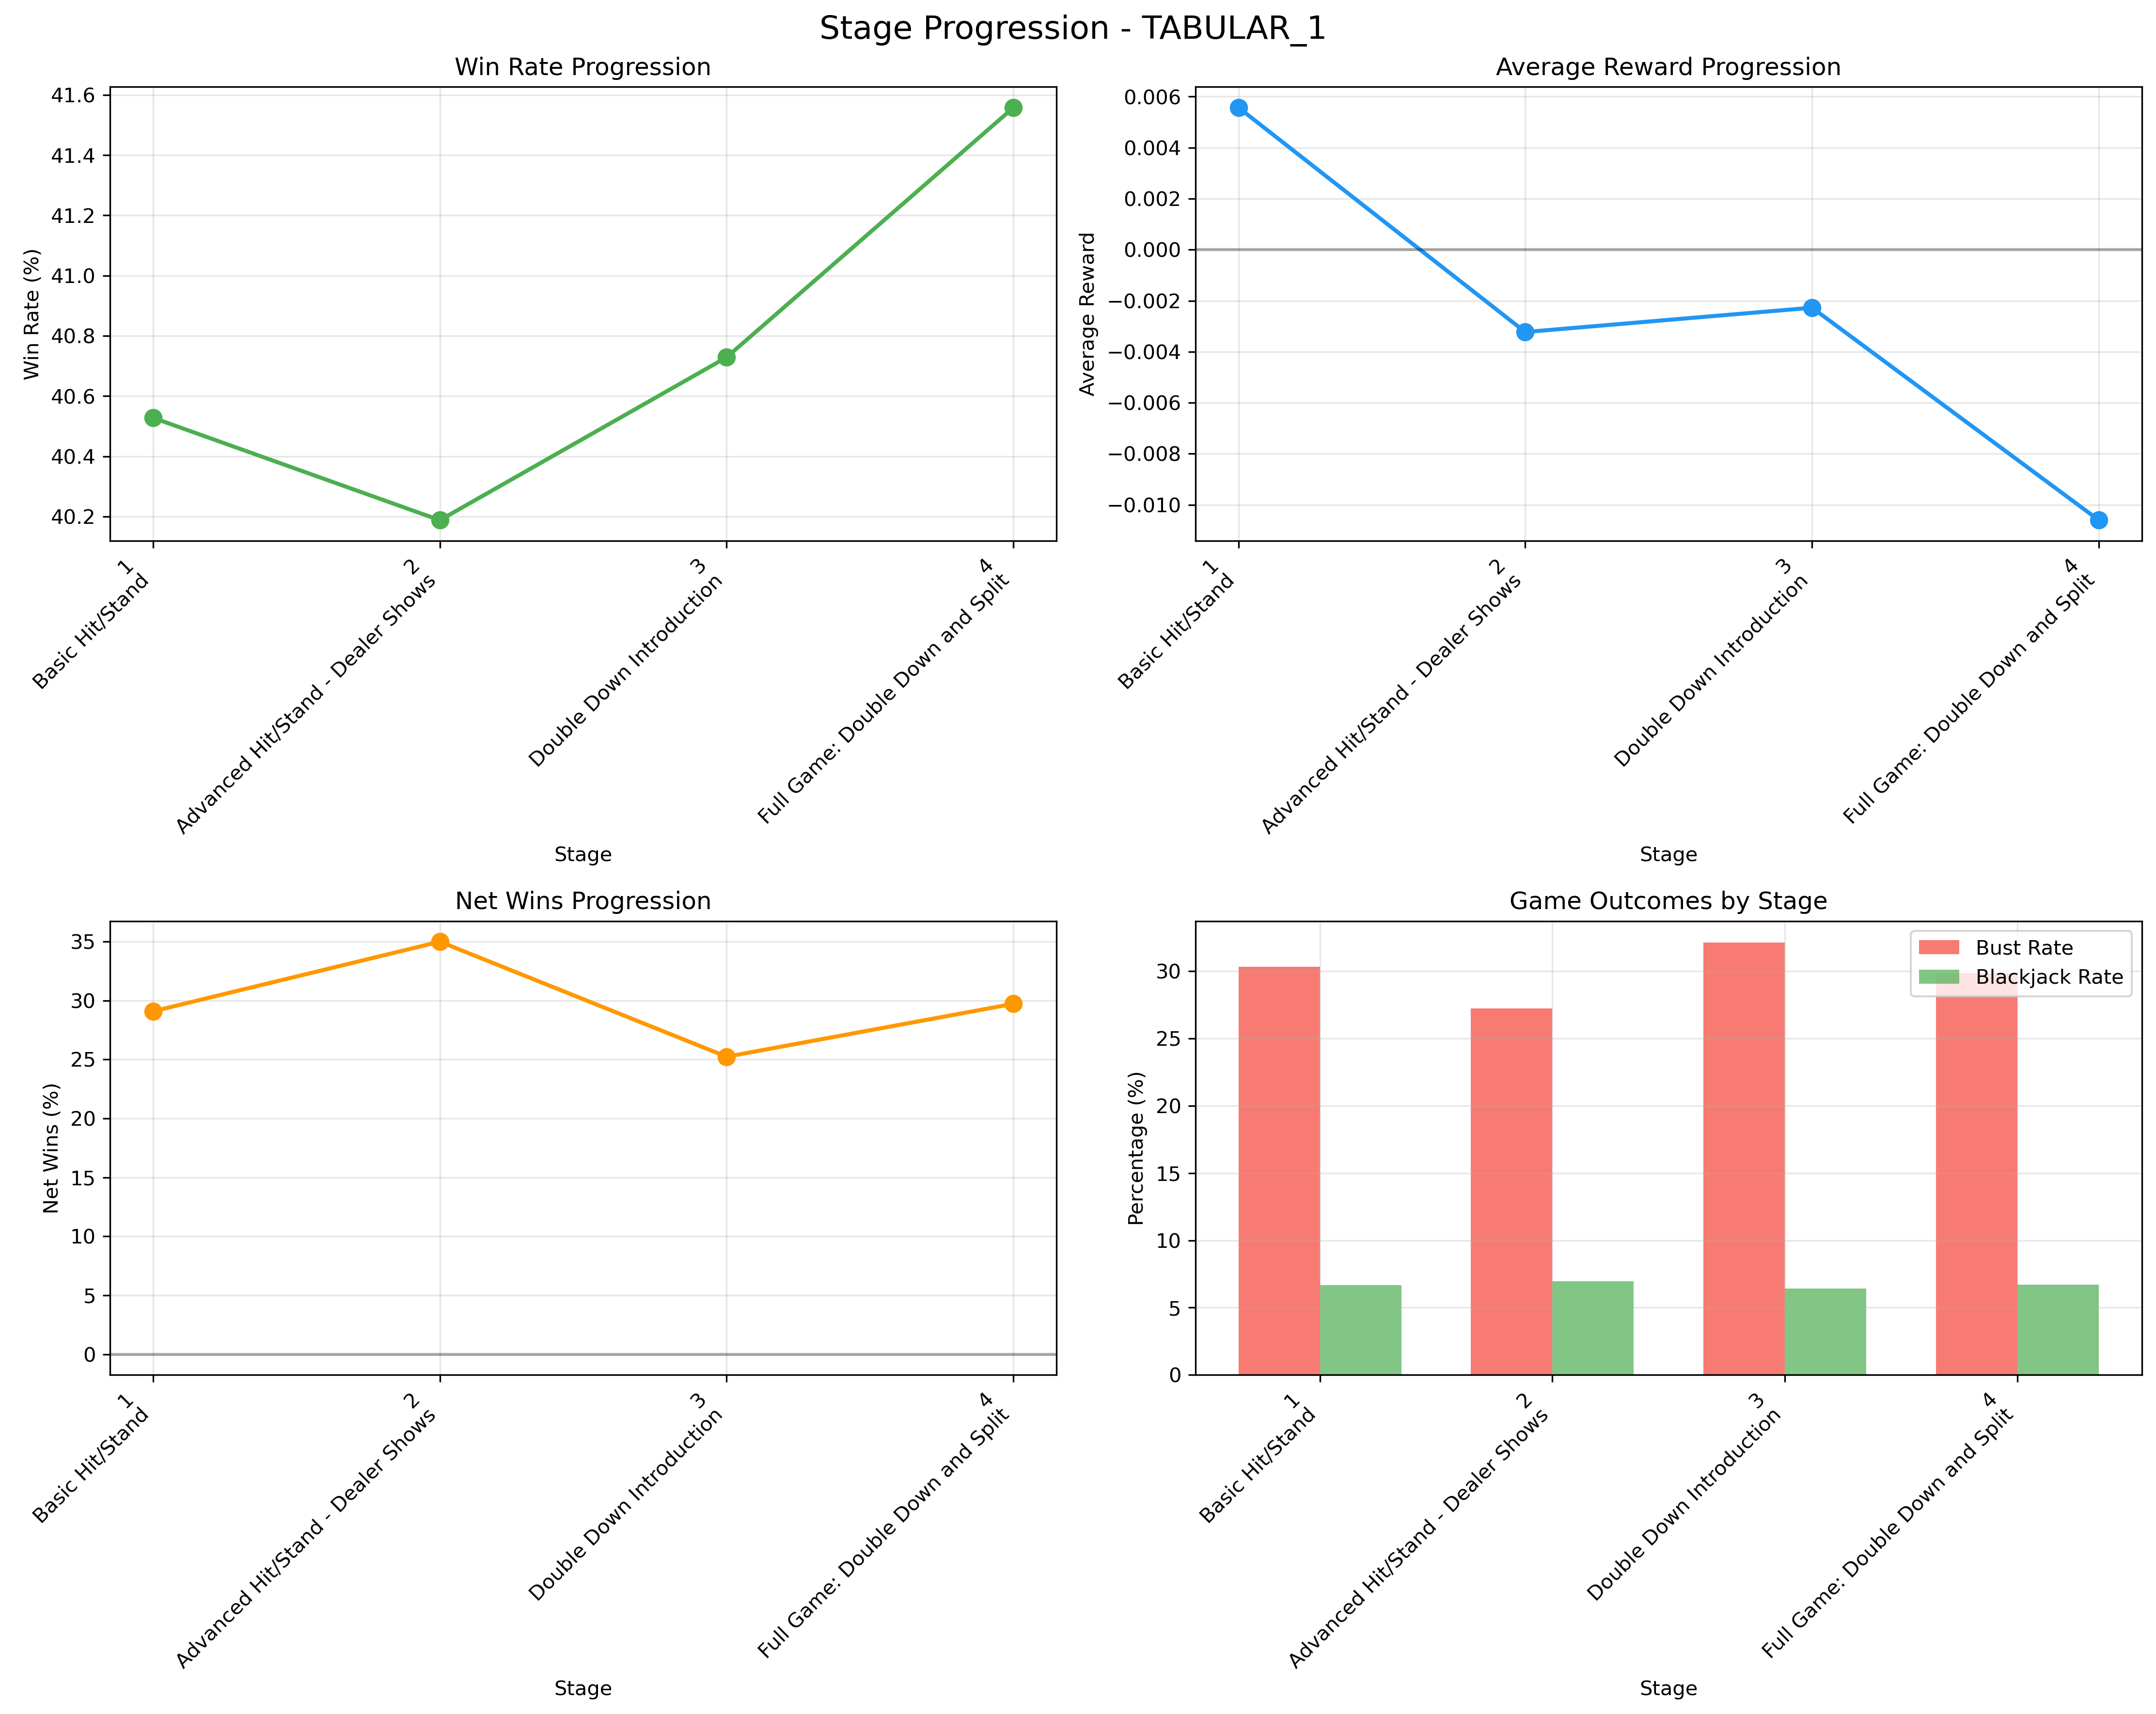 Stage Progression - TABULAR_1
Win Rate Progression
Win Rate (%)
41.6
41.4
41.2
41.0
40.8
40.6
40.4
40.2
1
Basic Hit/Stand
2
Advanced Hit/Stand - Dealer Shows
3
Double Down Introduction
4
Full Game: Double Down and Split
Stage
Average Reward Progression
Average Reward
0.006
0.004
0.002
0.000
−0.002
−0.004
−0.006
−0.008
−0.010
1
Basic Hit/Stand
2
Advanced Hit/Stand - Dealer Shows
3
Double Down Introduction
4
Full Game: Double Down and Split
Stage
Net Wins Progression
Net Wins (%)
35
30
25
20
15
10
5
0
1
Basic Hit/Stand
2
Advanced Hit/Stand - Dealer Shows
3
Double Down Introduction
4
Full Game: Double Down and Split
Stage
Game Outcomes by Stage
Percentage (%)
Bust Rate
Blackjack Rate
30
25
20
15
10
5
0
1
Basic Hit/Stand
2
Advanced Hit/Stand - Dealer Shows
3
Double Down Introduction
4
Full Game: Double Down and Split
Stage